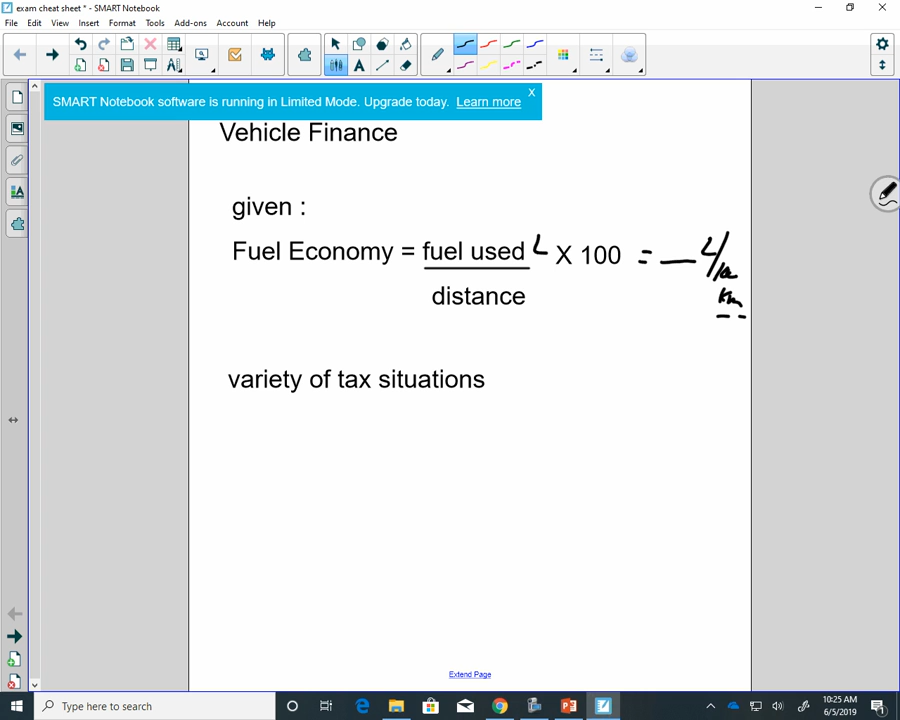 exam cheat sheet * - SMART Notebook
File Edit View Insert Format Tools Add-ons Account Help
SMART Notebook software is running in Limited Mode. Upgrade today. Learn more X
Vehicle Finance
given :
Fuel Economy = fuel used L X 100 = __ L/
distance
km
variety of tax situations
Extend Page
Type here to search
10:25 AM
6/5/2019